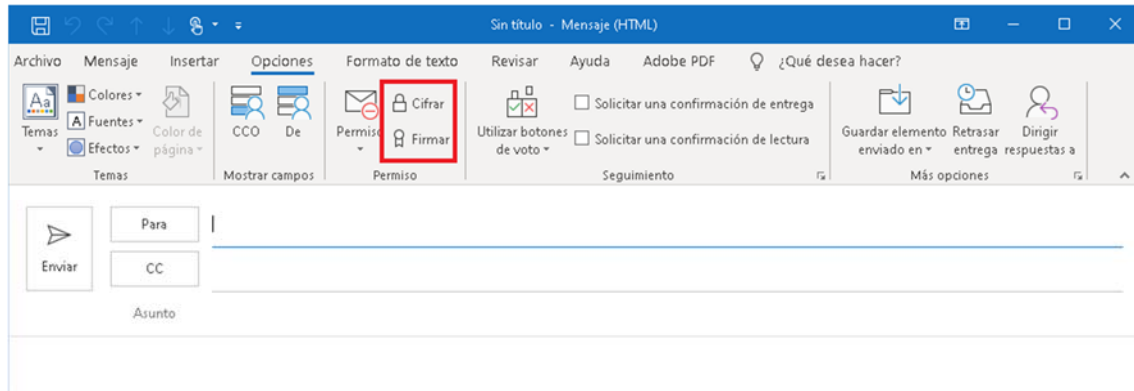 Sin título - Mensaje (HTML)
Archivo Mensaje Insertar Opciones Formato de texto Revisar Ayuda Adobe PDF ¿Qué desea hacer?
Temas
Colores
Fuentes
Efectos
Color de
página
Temas
CCO
De
Mostrar campos
Permiso
Cifrar
Firmar
Permiso
Utilizar botones
de voto
Solicitar una confirmación de entrega
Solicitar una confirmación de lectura
Seguimiento
Guardar elemento
enviado en
Retrasar
entrega
Dirigir
respuestas a
Más opciones
Enviar
Para
CC
Asunto